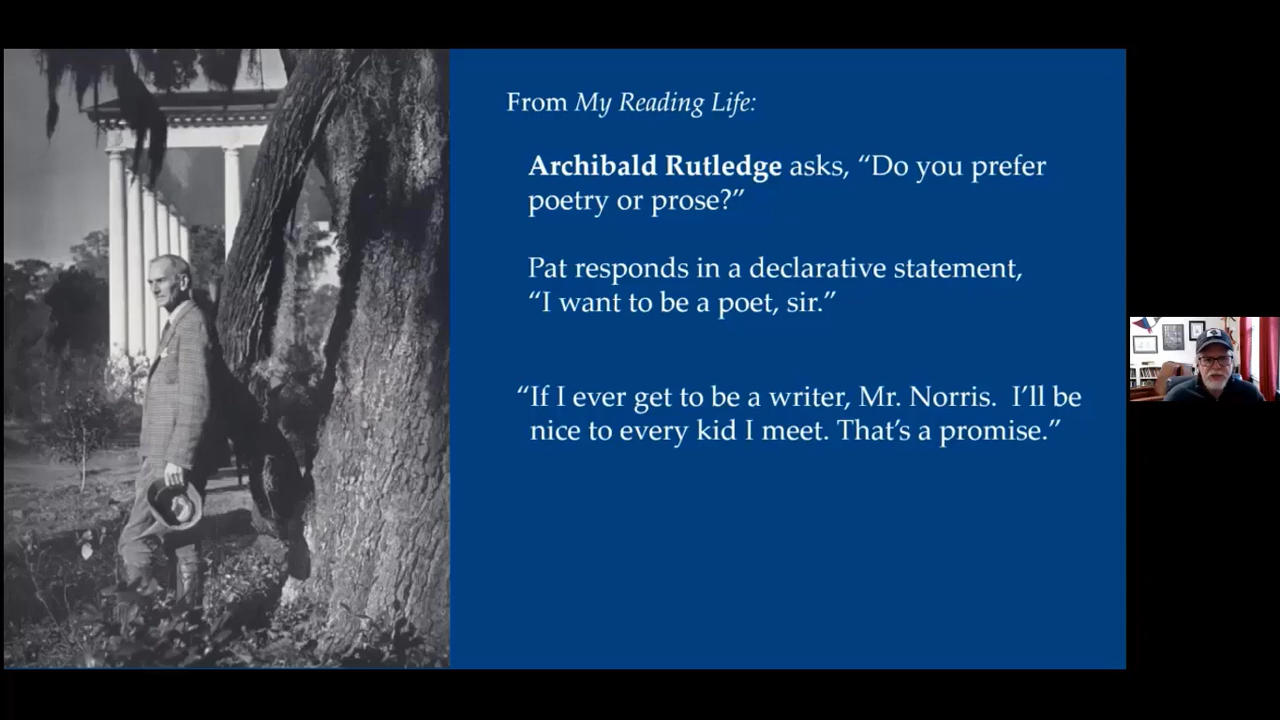 From My Reading Life:
Archibald Rutledge asks, “Do you prefer
poetry or prose?”
Pat responds in a declarative statement,
“I want to be a poet, sir.”
“If I ever get to be a writer, Mr. Norris.  I’ll be
nice to every kid I meet. That’s a promise.”